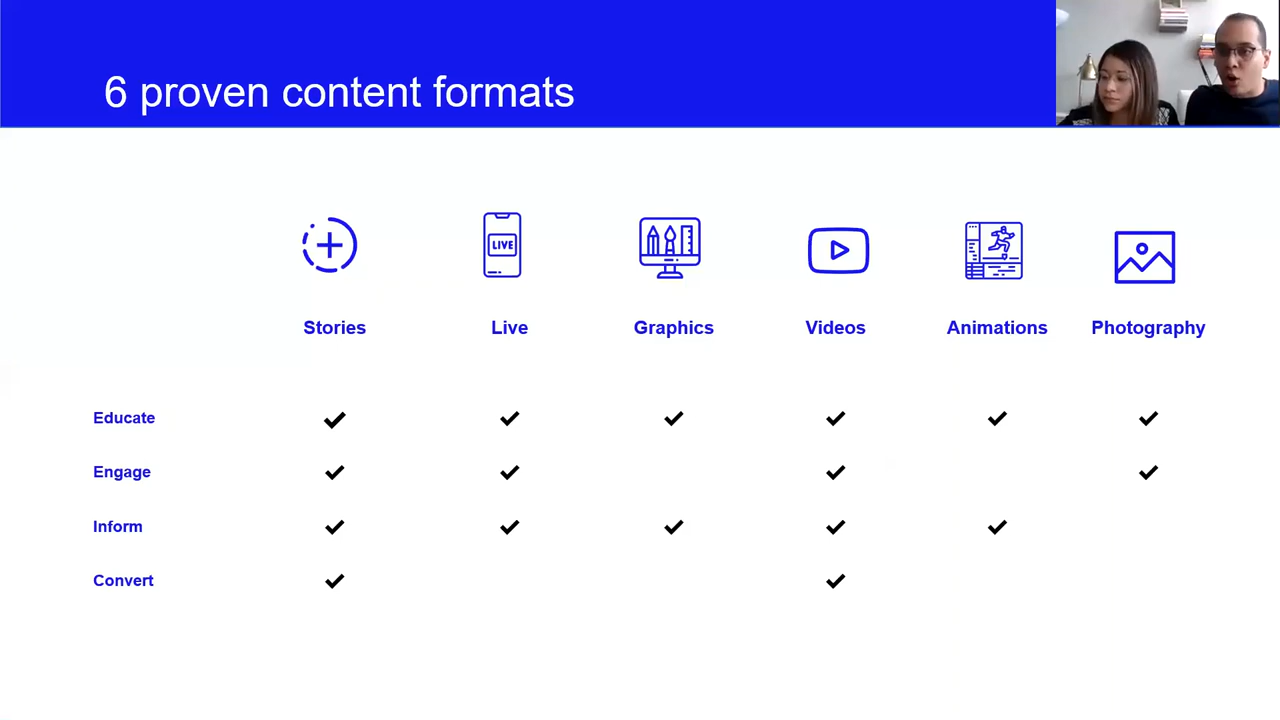 6 proven content formats
LIVE
Stories Live Graphics Videos Animations Photography
Educate
Engage
Inform
Convert